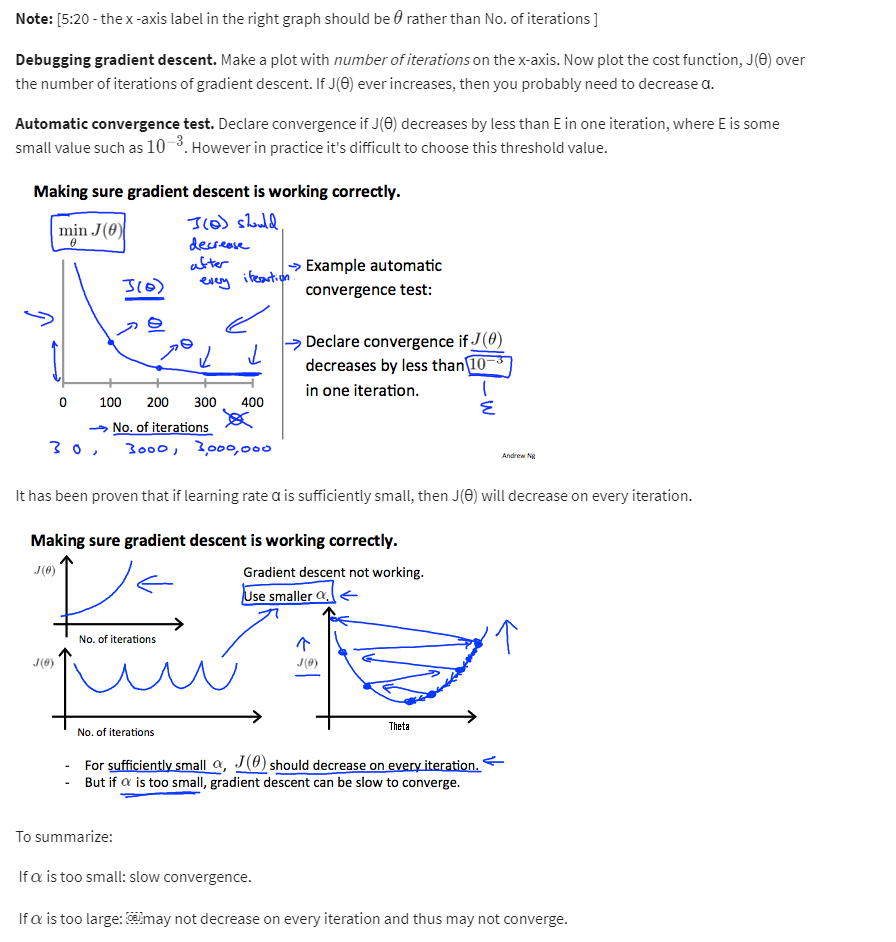 Note: [5:20 - the x -axis label in the right graph should be θ rather than No. of iterations ]
Debugging gradient descent. Make a plot with number of iterations on the x-axis. Now plot the cost function, J(θ) over
the number of iterations of gradient descent. If J(θ) ever increases, then you probably need to decrease α.
Automatic convergence test. Declare convergence if J(θ) decreases by less than E in one iteration, where E is some
small value such as 10⁻³. However in practice it's difficult to choose this threshold value.
Making sure gradient descent is working correctly.
min J(θ)
θ
J(θ) should
decrease
after
every iteration.
J(θ)
θ
θ
0 100 200 300 400
→ No. of iterations
30, 3000, 3,000,000
→ Example automatic
convergence test:
→ Declare convergence if J(θ)
decreases by less than 10⁻³
in one iteration.
ε
Andrew Ng
It has been proven that if learning rate α is sufficiently small, then J(θ) will decrease on every iteration.
Making sure gradient descent is working correctly.
J(θ)
No. of iterations
Gradient descent not working.
Use smaller α.
J(θ)
No. of iterations
J(θ)
Theta
- For sufficiently small α, J(θ) should decrease on every iteration.
- But if α is too small, gradient descent can be slow to converge.
To summarize:
If α is too small: slow convergence.
If α is too large: ￼may not decrease on every iteration and thus may not converge.